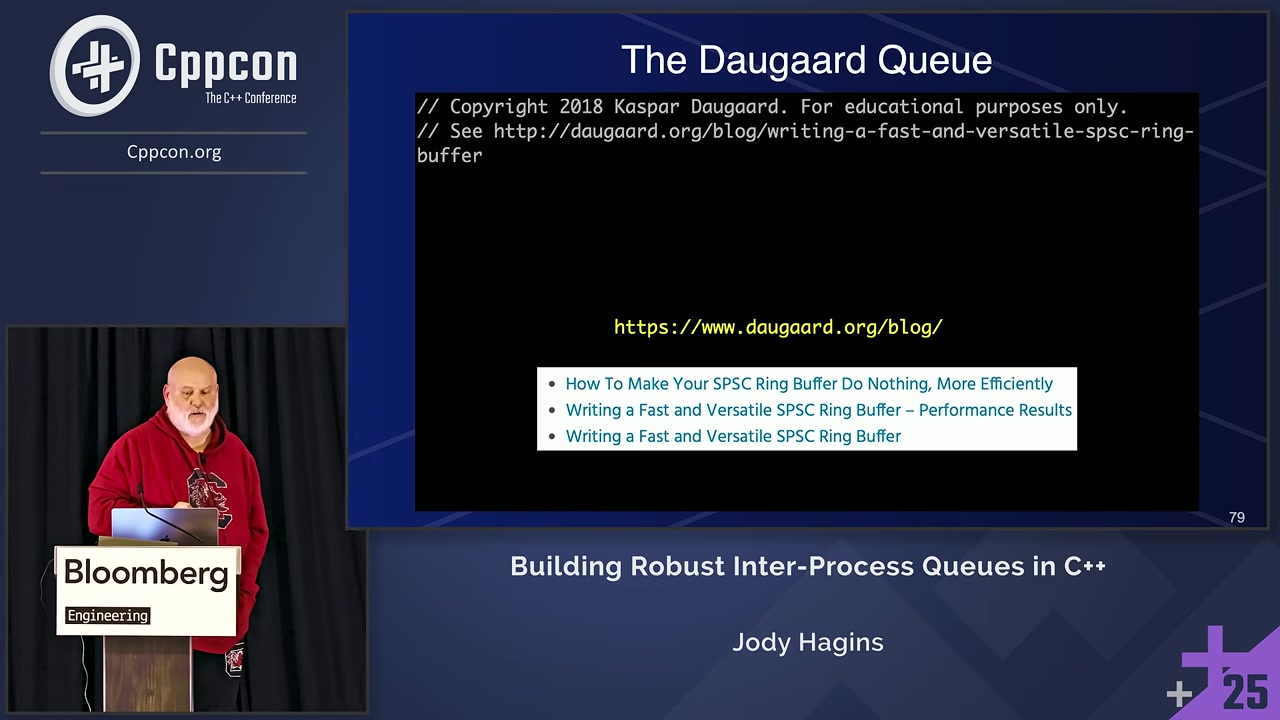 Cppcon
The C++ Conference
Cppcon.org
The Daugaard Queue
// Copyright 2018 Kaspar Daugaard. For educational purposes only.
// See http://daugaard.org/blog/writing-a-fast-and-versatile-spsc-ring-
buffer
https://www.daugaard.org/blog/
• How To Make Your SPSC Ring Buffer Do Nothing, More Efficiently
• Writing a Fast and Versatile SPSC Ring Buffer – Performance Results
• Writing a Fast and Versatile SPSC Ring Buffer
79
Bloomberg
Engineering
Building Robust Inter-Process Queues in C++
Jody Hagins
25